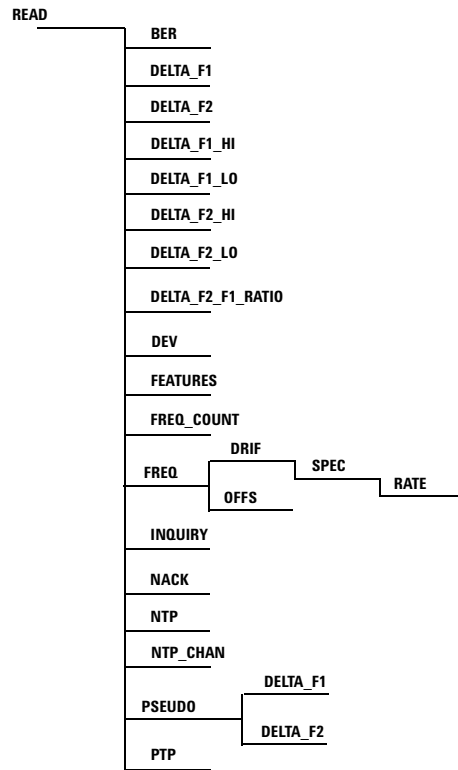 READ
BER
DELTA_F1
DELTA_F2
DELTA_F1_HI
DELTA_F1_LO
DELTA_F2_HI
DELTA_F2_LO
DELTA_F2_F1_RATIO
DEV
FEATURES
FREQ_COUNT
FREQ
DRIF
SPEC
RATE
OFFS
INQUIRY
NACK
NTP
NTP_CHAN
PSEUDO
DELTA_F1
DELTA_F2
PTP